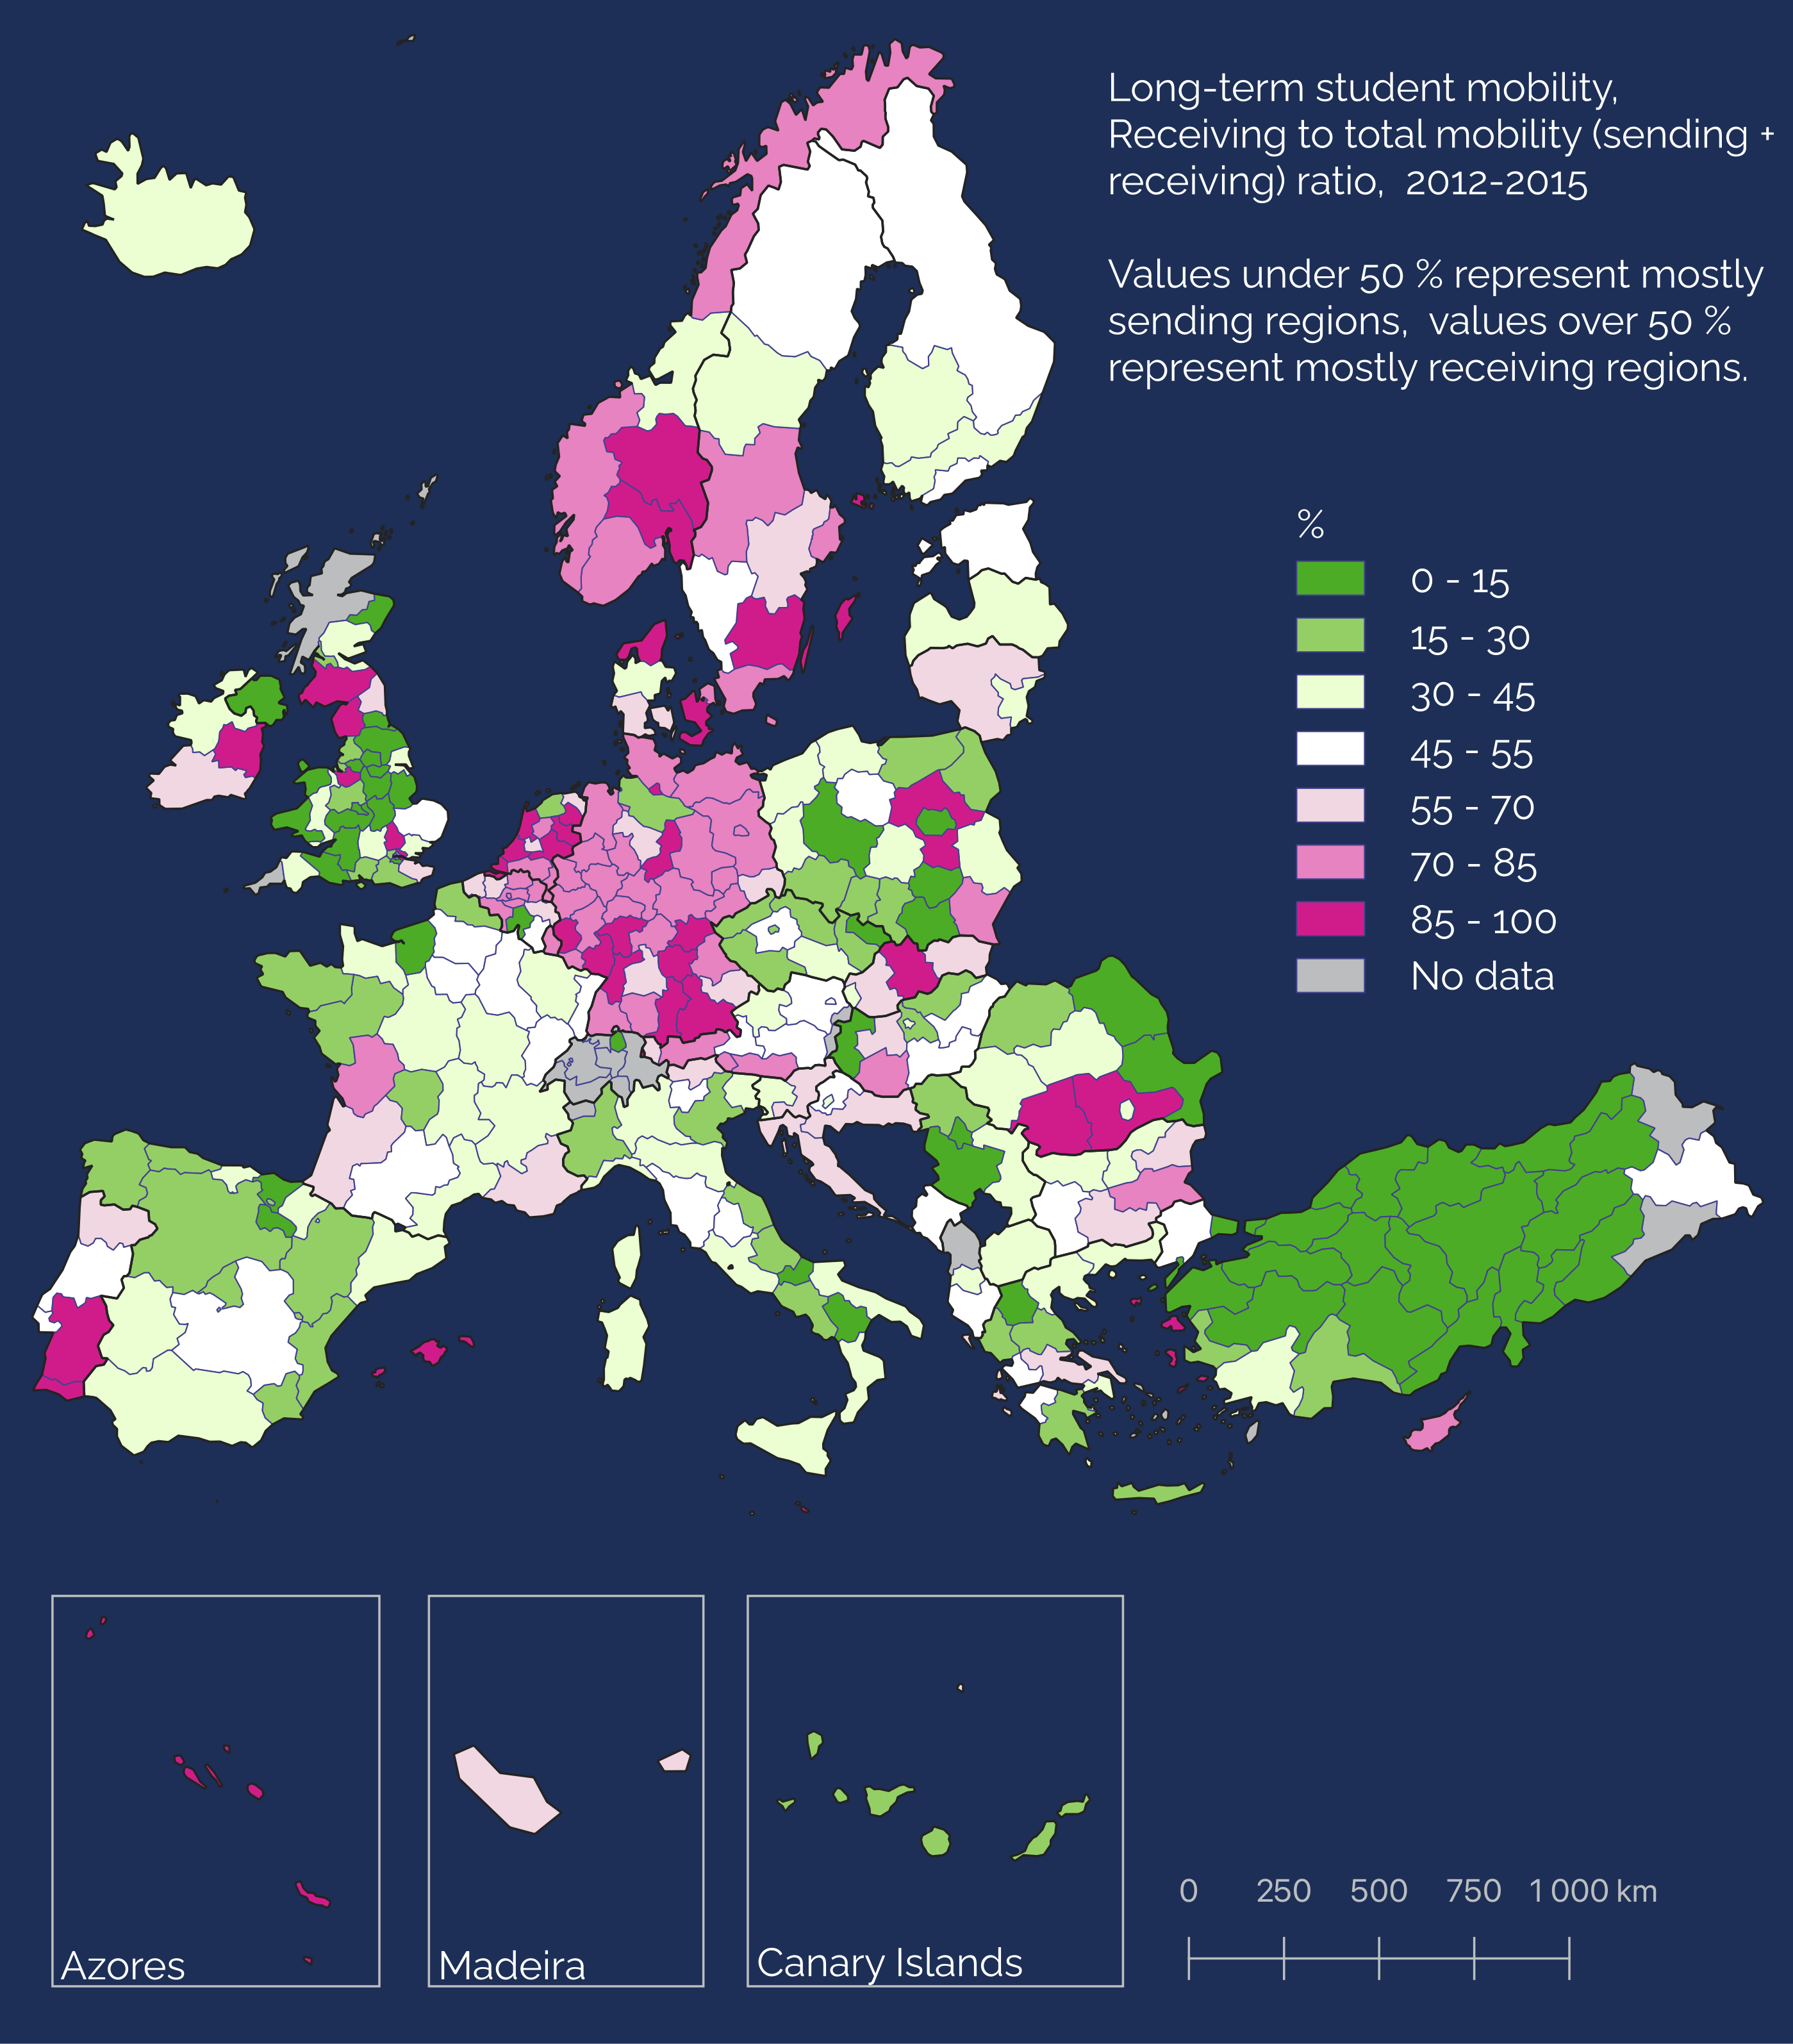 Long-term student mobility,
Receiving to total mobility (sending +
receiving) ratio, 2012-2015
Values under 50 % represent mostly
sending regions, values over 50 %
represent mostly receiving regions.
%
0 - 15
15 - 30
30 - 45
45 - 55
55 - 70
70 - 85
85 - 100
No data
Azores
Madeira
Canary Islands
0 250 500 750 1 000 km